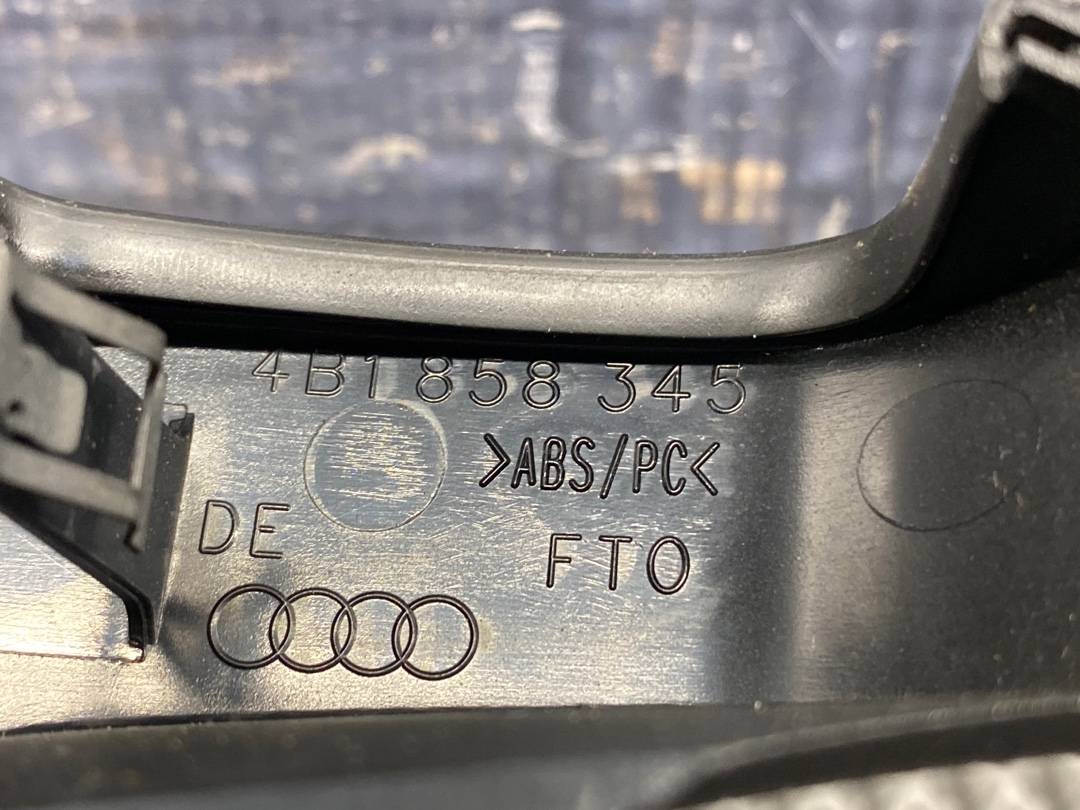 4B1 858 345
>ABS/PC<
DE
FTO